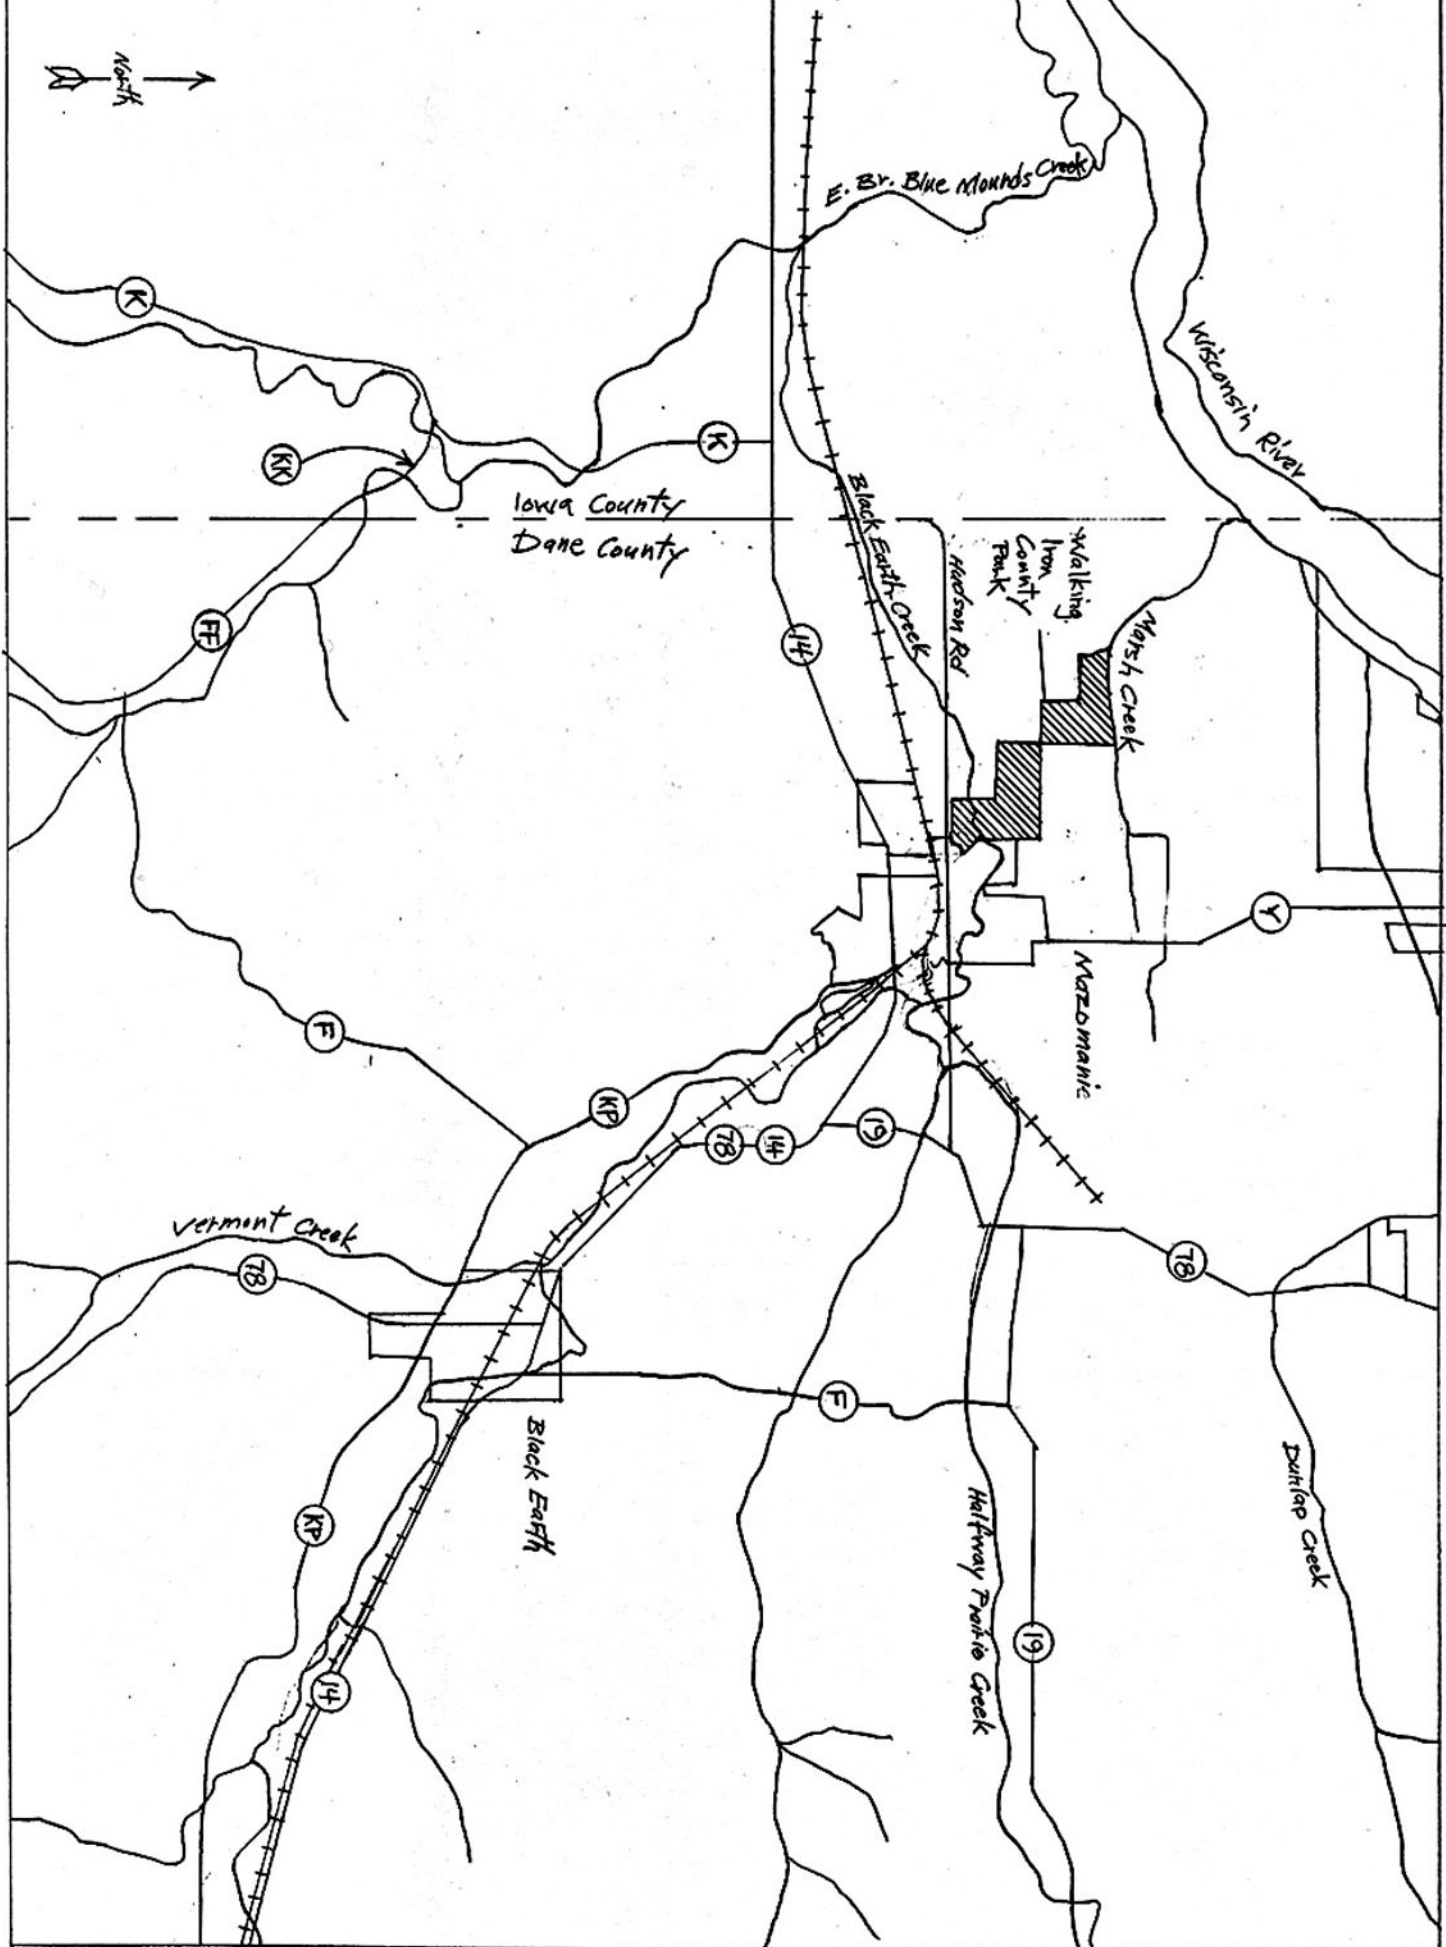 North
E. Br. Blue Mounds Creek
K
Wisconsin River
K
KK
Iowa County
Dane County
Black Earth Creek
Hudson Rd
Walking
Iron
County
Park
Marsh Creek
FF
14
Y
Mazomanie
F
KP
78
14
19
Vermont Creek
78
78
F
Black Earth
Dunlap Creek
Halfway Prairie Creek
KP
19
14